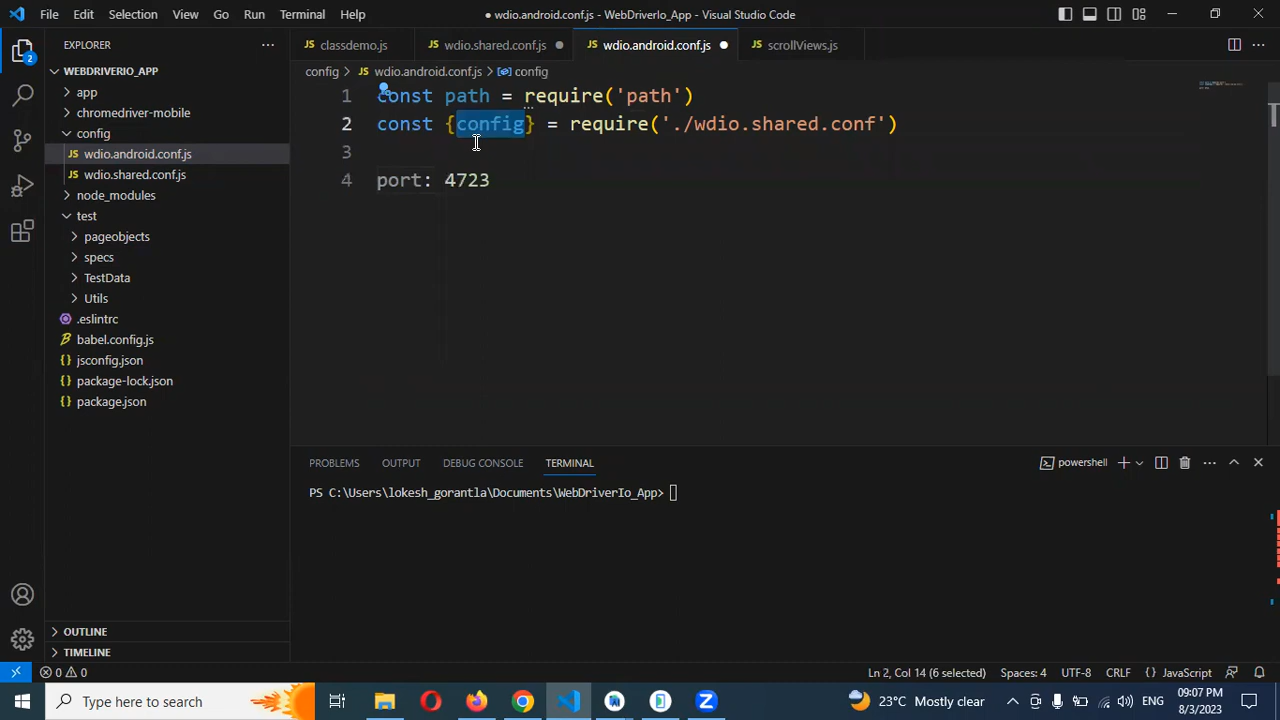 File Edit Selection View Go Run Terminal Help
● wdio.android.conf.js - WebDriverIo_App - Visual Studio Code
EXPLORER
classdemo.js
wdio.shared.conf.js
wdio.android.conf.js
scrollViews.js
WEBDRIVERIO_APP
config > wdio.android.conf.js > config
app
chromedriver-mobile
config
wdio.android.conf.js
wdio.shared.conf.js
node_modules
test
pageobjects
specs
TestData
Utils
.eslintrc
babel.config.js
jsconfig.json
package-lock.json
package.json
1 const path = require('path')
2 const {config} = require('./wdio.shared.conf')
3
4 port: 4723
PROBLEMS OUTPUT DEBUG CONSOLE TERMINAL
powershell
PS C:\Users\lokesh_gorantla\Documents\WebDriverIo_App>
OUTLINE
TIMELINE
0 0
Ln 2, Col 14 (6 selected) Spaces: 4 UTF-8 CRLF {} JavaScript
2
Type here to search
23°C Mostly clear
ENG
09:07 PM
8/3/2023